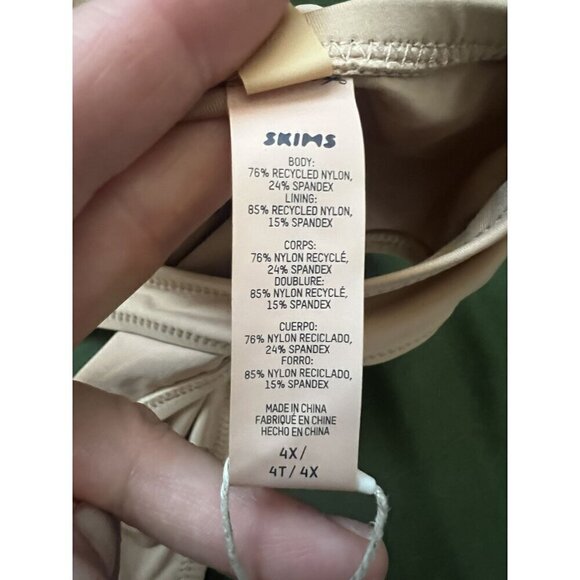 SKIMS
BODY:
76% RECYCLED NYLON,
24% SPANDEX
LINING:
85% RECYCLED NYLON,
15% SPANDEX
CORPS:
76% NYLON RECYCLÉ,
24% SPANDEX
DOUBLURE:
85% NYLON RECYCLÉ,
15% SPANDEX
CUERPO:
76% NYLON RECICLADO,
24% SPANDEX
FORRO:
85% NYLON RECICLADO,
15% SPANDEX
MADE IN CHINA
FABRIQUÉ EN CHINE
HECHO EN CHINA
4X/
4T/4X